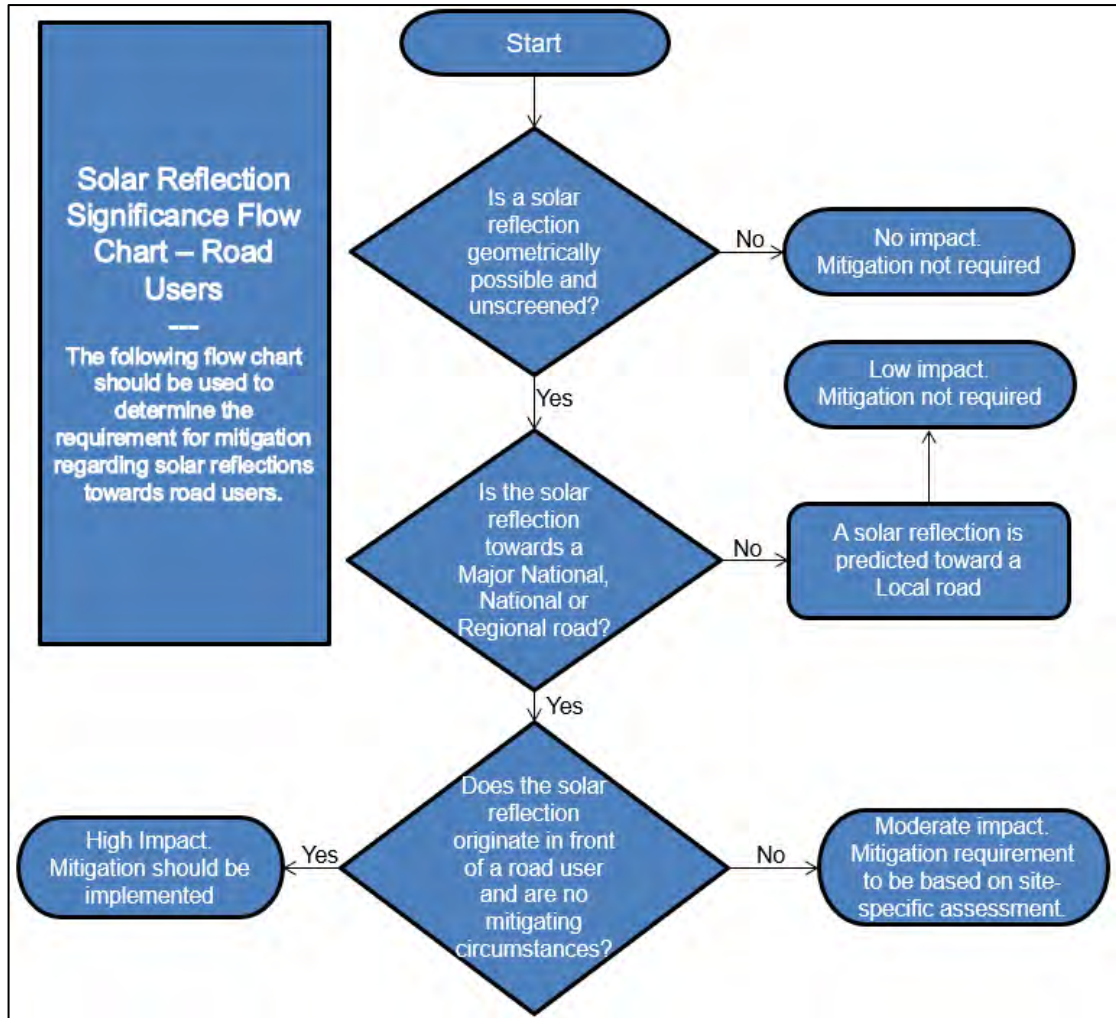 Solar Reflection
Significance Flow
Chart – Road
Users
---
The following flow chart
should be used to
determine the
requirement for mitigation
regarding solar reflections
towards road users.
Start
Is a solar
reflection
geometrically
possible and
unscreened?
No
No impact.
Mitigation not required
Yes
Low impact.
Mitigation not required
Is the solar
reflection
towards a
Major National,
National or
Regional road?
No
A solar reflection is
predicted toward a
Local road
Yes
Does the solar
reflection
originate in front
of a road user
and are no
mitigating
circumstances?
Yes
High Impact.
Mitigation should be
implemented
No
Moderate impact.
Mitigation requirement
to be based on site-
specific assessment.